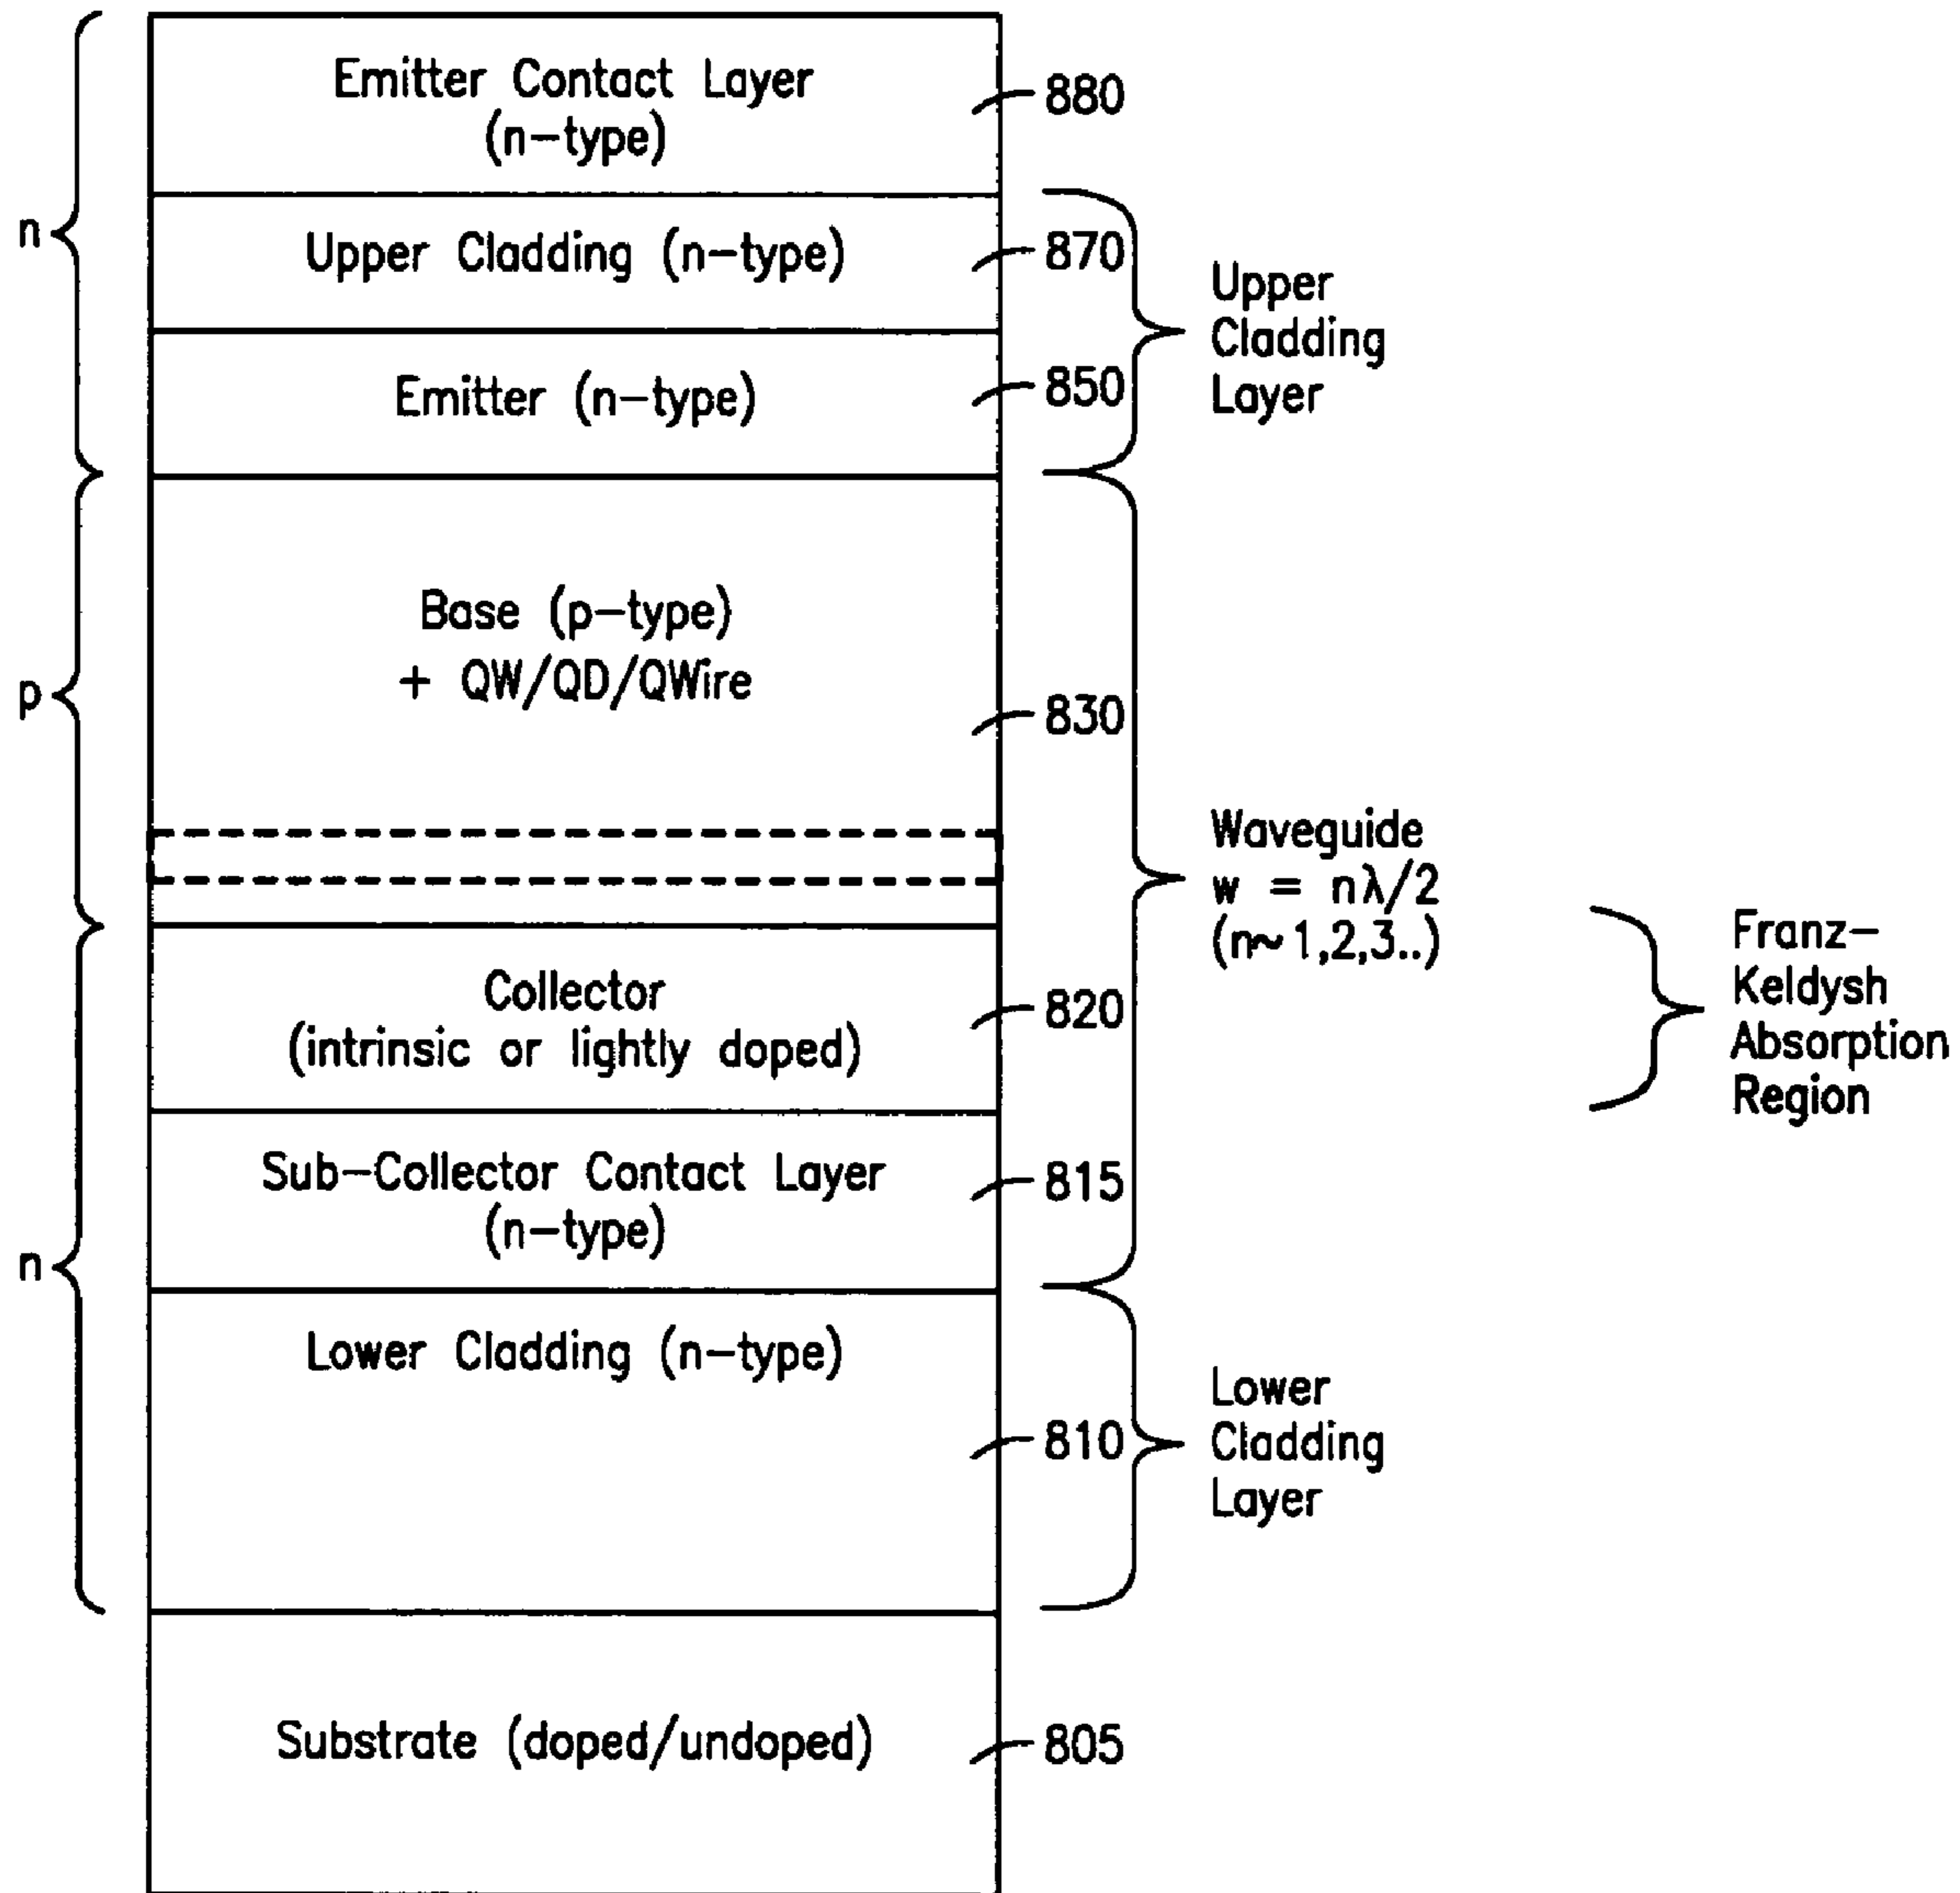 Emitter Contact Layer
(n-type)
880
n
Upper Cladding (n-type)
870
Upper
Cladding
Layer
Emitter (n-type)
850
Base (p-type)
+ QW/QD/QWire
p
830
Waveguide
w = nλ/2
(n~1,2,3..)
Franz-
Keldysh
Absorption
Region
Collector
(intrinsic or lightly doped)
820
Sub-Collector Contact Layer
(n-type)
815
n
Lower Cladding (n-type)
810
Lower
Cladding
Layer
Substrate (doped/undoped)
805